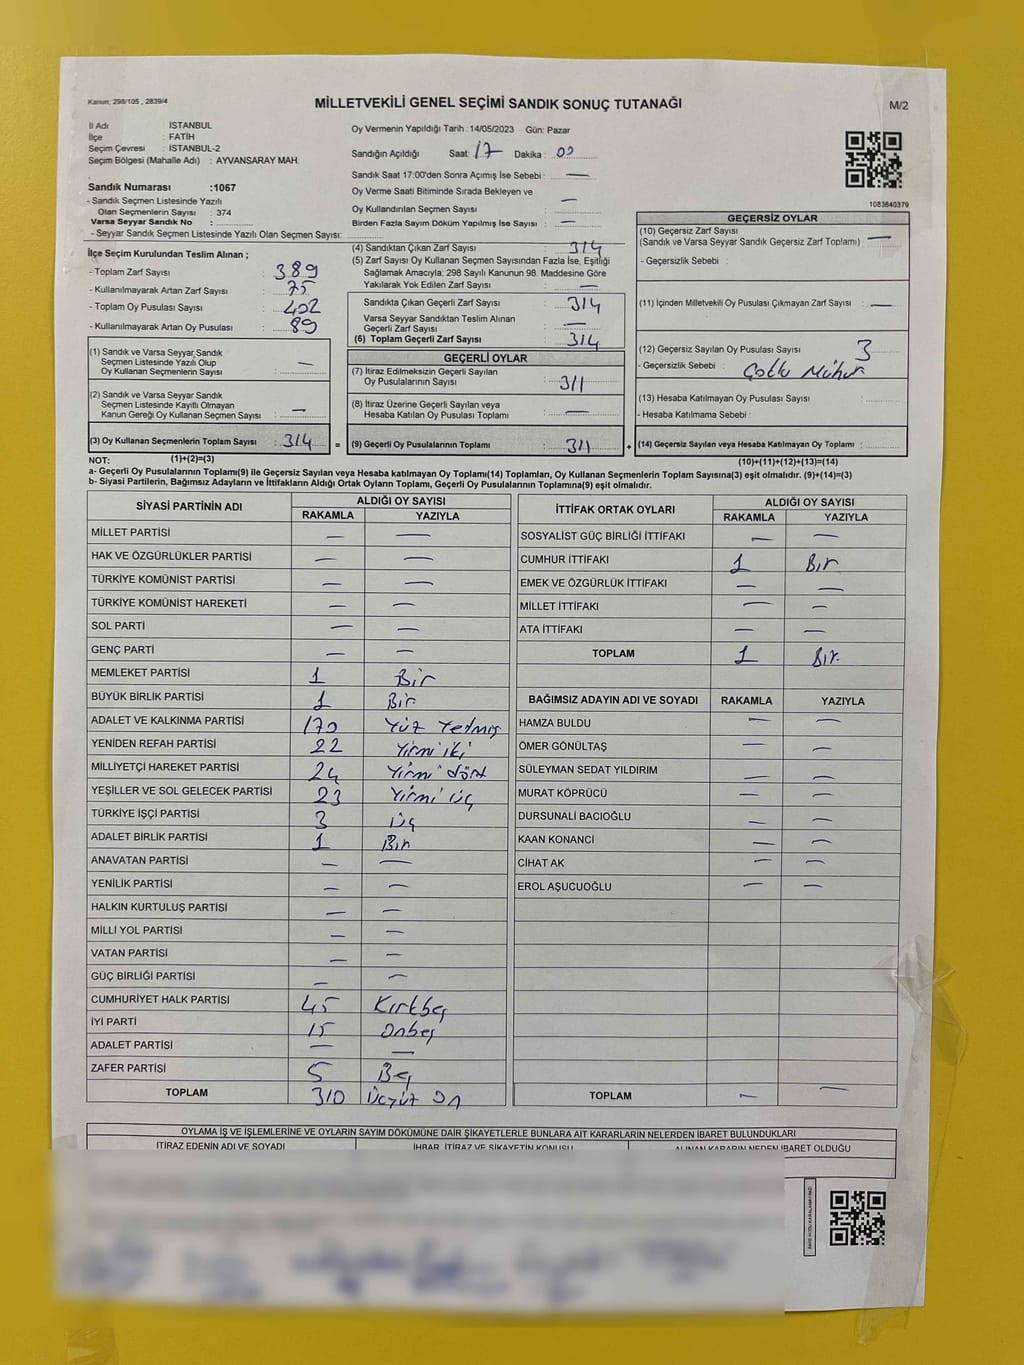 Kanun: 298/105 , 2839/4
MİLLETVEKİLİ GENEL SEÇİMİ SANDIK SONUÇ TUTANAĞI
M/2
İl Adı : İSTANBUL
İlçe : FATİH
Seçim Çevresi : İSTANBUL-2
Seçim Bölgesi (Mahalle Adı) : AYVANSARAY MAH.
Sandık Numarası :1067
- Sandık Seçmen Listesinde Yazılı
Olan Seçmenlerin Sayısı : 374
Varsa Seyyar Sandık No :
- Seyyar Sandık Seçmen Listesinde Yazılı Olan Seçmen Sayısı:
Oy Vermenin Yapıldığı Tarih :14/05/2023 Gün: Pazar
Sandığın Açıldığı Saat: 17 Dakika : 00
Sandık Saat 17:00'den Sonra Açımış İse Sebebi : —
Oy Verme Saati Bitiminde Sırada Bekleyen ve
Oy Kullandırılan Seçmen Sayısı : —
Birden Fazla Sayım Döküm Yapılmış İse Sayısı : —
1083840379
İlçe Seçim Kurulundan Teslim Alınan ;
- Toplam Zarf Sayısı : 389
- Kullanılmayarak Artan Zarf Sayısı : 75
- Toplam Oy Pusulası Sayısı : 402
- Kullanılmayarak Artan Oy Pusulası : 89
(1) Sandık ve Varsa Seyyar Sandık
Seçmen Listesinde Yazılı Olup
Oy Kullanan Seçmenlerin Sayısı : —
(2) Sandık ve Varsa Seyyar Sandık
Seçmen Listesinde Kayıtlı Olmayan
Kanun Gereği Oy Kullanan Seçmen Sayısı : —
(3) Oy Kullanan Seçmenlerin Toplam Sayısı : 314 =
(4) Sandıktan Çıkan Zarf Sayısı : 314
(5) Zarf Sayısı Oy Kullanan Seçmen Sayısından Fazla İse, Eşitliği
Sağlamak Amacıyla; 298 Sayılı Kanunun 98. Maddesine Göre
Yakılarak Yok Edilen Zarf Sayısı : —
Sandıkta Çıkan Geçerli Zarf Sayısı : 314
Varsa Seyyar Sandıktan Teslim Alınan
Geçerli Zarf Sayısı : —
(6) Toplam Geçerli Zarf Sayısı : 314
GEÇERLİ OYLAR
(7) İtiraz Edilmeksizin Geçerli Sayılan
Oy Pusulalarının Sayısı : 311
(8) İtiraz Üzerine Geçerli Sayılan veya
Hesaba Katılan Oy Pusulası Toplamı : —
(9) Geçerli Oy Pusulalarının Toplamı : 311 +
GEÇERSİZ OYLAR
(10) Geçersiz Zarf Sayısı
(Sandık ve Varsa Seyyar Sandık Geçersiz Zarf Toplamı) : —
- Geçersizlik Sebebi :
(11) İçinden Milletvekili Oy Pusulası Çıkmayan Zarf Sayısı : —
(12) Geçersiz Sayılan Oy Pusulası Sayısı : 3
- Geçersizlik Sebebi : Çoklu Mühür
(13) Hesaba Katılmayan Oy Pusulası Sayısı :
- Hesaba Katılmama Sebebi :
(14) Geçersiz Sayılan veya Hesaba Katılmayan Oy Toplamı :
NOT: (1)+(2)=(3)
(10)+(11)+(12)+(13)=(14)
a- Geçerli Oy Pusulalarının Toplamı(9) ile Geçersiz Sayılan veya Hesaba katılmayan Oy Toplamı(14) Toplamları, Oy Kullanan Seçmenlerin Toplam Sayısına(3) eşit olmalıdır. (9)+(14)=(3)
b- Siyasi Partilerin, Bağımsız Adayların ve İttifakların Aldığı Ortak Oyların Toplamı, Geçerli Oy Pusulalarının Toplamına(9) eşit olmalıdır.
SİYASİ PARTİNİN ADI ALDIĞI OY SAYISI
RAKAMLA YAZIYLA
MİLLET PARTİSİ — —
HAK VE ÖZGÜRLÜKLER PARTİSİ — —
TÜRKİYE KOMÜNİST PARTİSİ — —
TÜRKİYE KOMÜNİST HAREKETİ — —
SOL PARTİ — —
GENÇ PARTİ — —
MEMLEKET PARTİSİ 1 Bir
BÜYÜK BİRLİK PARTİSİ 1 Bir
ADALET VE KALKINMA PARTİSİ 170 Yüz Yetmiş
YENİDEN REFAH PARTİSİ 22 Yirmi iki
MİLLİYETÇİ HAREKET PARTİSİ 24 Yirmi dört
YEŞİLLER VE SOL GELECEK PARTİSİ 23 Yirmi üç
TÜRKİYE İŞÇİ PARTİSİ 3 üç
ADALET BİRLİK PARTİSİ 1 Bir
ANAVATAN PARTİSİ — —
YENİLİK PARTİSİ — —
HALKIN KURTULUŞ PARTİSİ — —
MİLLİ YOL PARTİSİ — —
VATAN PARTİSİ — —
GÜÇ BİRLİĞİ PARTİSİ — —
CUMHURİYET HALK PARTİSİ 45 Kırkbeş
İYİ PARTİ 15 Onbeş
ADALET PARTİSİ — —
ZAFER PARTİSİ 5 Beş
TOPLAM 310 Üçyüz On
İTTİFAK ORTAK OYLARI ALDIĞI OY SAYISI
RAKAMLA YAZIYLA
SOSYALİST GÜÇ BİRLİĞİ İTTİFAKI — —
CUMHUR İTTİFAKI 1 Bir
EMEK VE ÖZGÜRLÜK İTTİFAKI — —
MİLLET İTTİFAKI — —
ATA İTTİFAKI — —
TOPLAM 1 Bir.
BAĞIMSIZ ADAYIN ADI VE SOYADI RAKAMLA YAZIYLA
HAMZA BULDU — —
ÖMER GÖNÜLTAŞ — —
SÜLEYMAN SEDAT YILDIRIM — —
MURAT KÖPRÜCÜ — —
DURSUNALİ BACIOĞLU — —
KAAN KONANCİ — —
CİHAT AK — —
EROL AŞUCUOĞLU — —
TOPLAM — —
OYLAMA İŞ VE İŞLEMLERİNE VE OYLARIN SAYIM DÖKÜMÜNE DAİR ŞİKAYETLERLE BUNLARA AİT KARARLARIN NELERDEN İBARET BULUNDUKLARI
İTİRAZ EDENİN ADI VE SOYADI İHBAR, İTİRAZ VE ŞİKAYETİN KONUSU ALINAN KARARIN NEDEN İBARET OLDUĞU